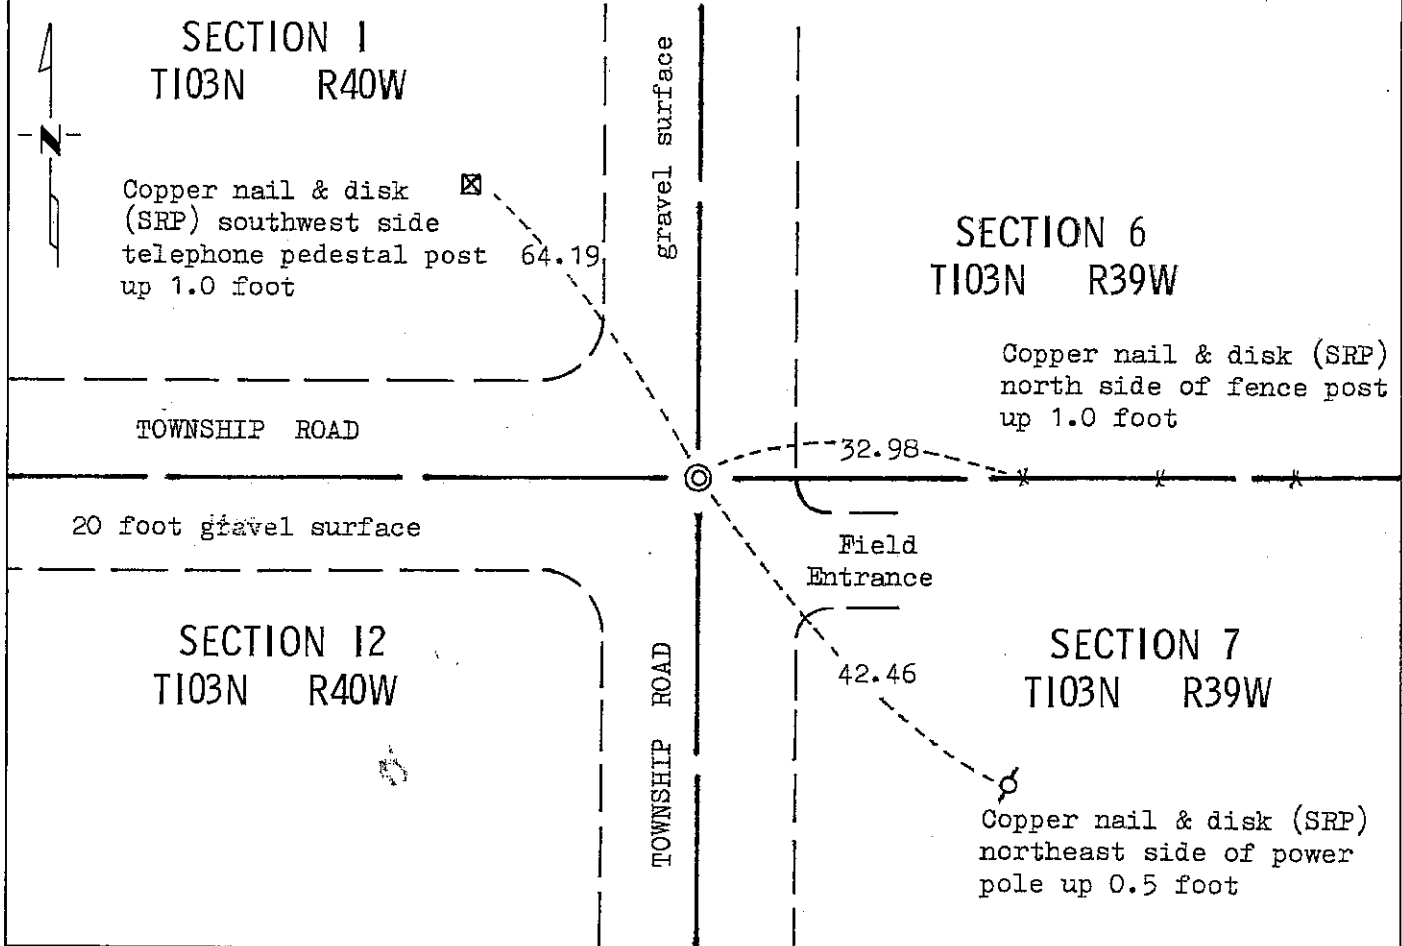 SECTION 1
T103N R40W
N
Copper nail & disk
(SRP) southwest side
telephone pedestal post
up 1.0 foot
64.19
gravel surface
SECTION 6
T103N R39W
Copper nail & disk (SRP)
north side of fence post
up 1.0 foot
TOWNSHIP ROAD
32.98
20 foot gravel surface
Field
Entrance
SECTION 12
T103N R40W
TOWNSHIP ROAD
42.46
SECTION 7
T103N R39W
Copper nail & disk (SRP)
northeast side of power
pole up 0.5 foot